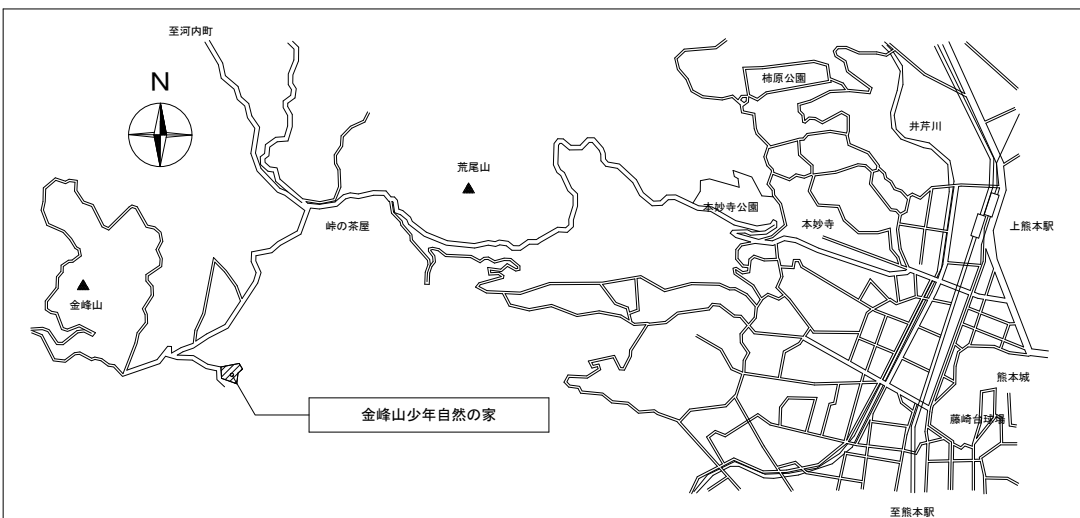 至河内町
N
柿原公園
井芹川
荒尾山
本妙寺公園
峠の茶屋
本妙寺
上熊本駅
金峰山
熊本城
金峰山少年自然の家
藤崎台球場
至熊本駅